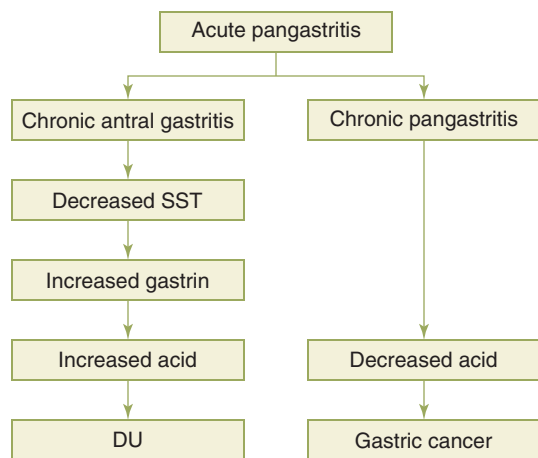 Acute pangastritis
Chronic antral gastritis
Chronic pangastritis
Decreased SST
Increased gastrin
Increased acid
Decreased acid
DU
Gastric cancer